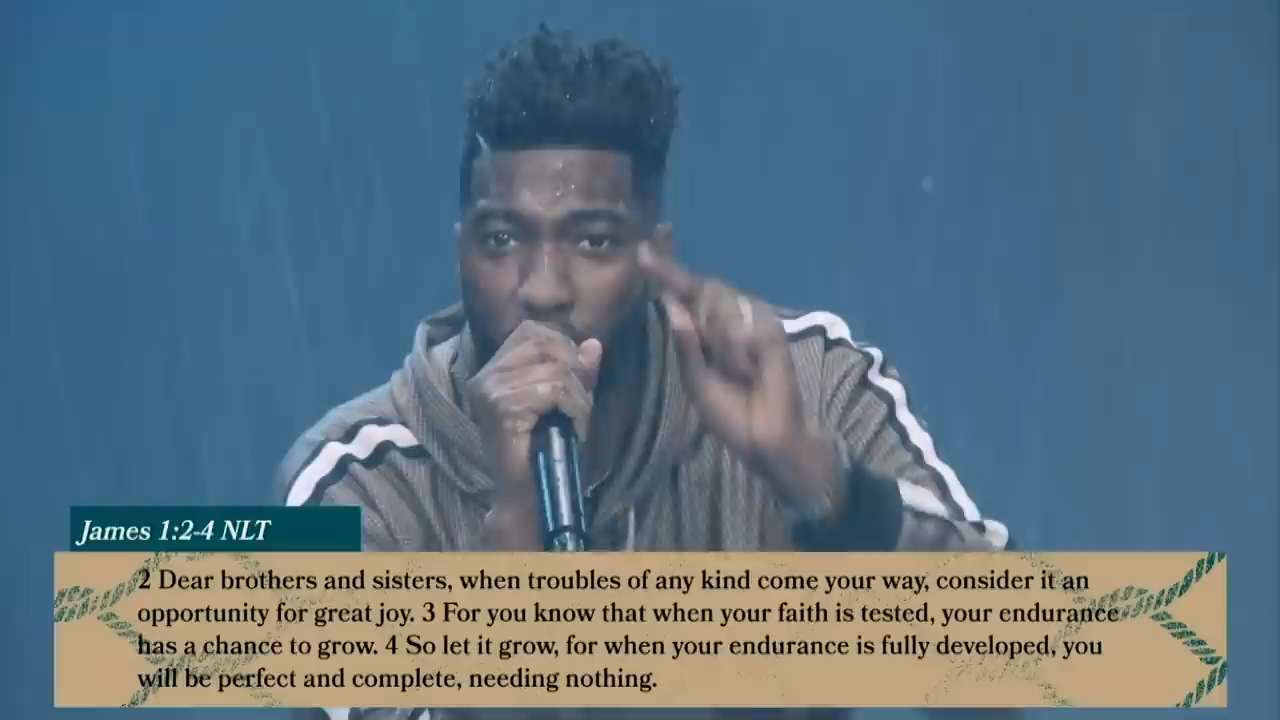 James 1:2-4 NLT
2 Dear brothers and sisters, when troubles of any kind come your way, consider it an
opportunity for great joy. 3 For you know that when your faith is tested, your endurance
has a chance to grow. 4 So let it grow, for when your endurance is fully developed, you
will be perfect and complete, needing nothing.